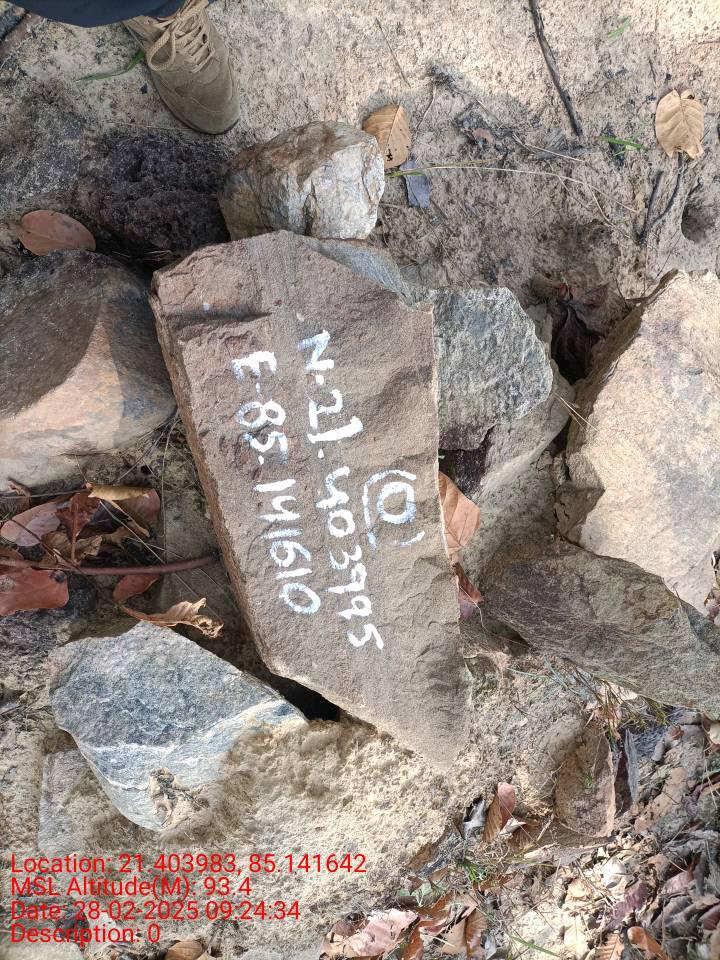 (0)
N-21.403995
E-85.141610
Location: 21.403983, 85.141642
MSL Altitude(M): 93.4
Date: 28-02-2025 09:24:34
Description: 0